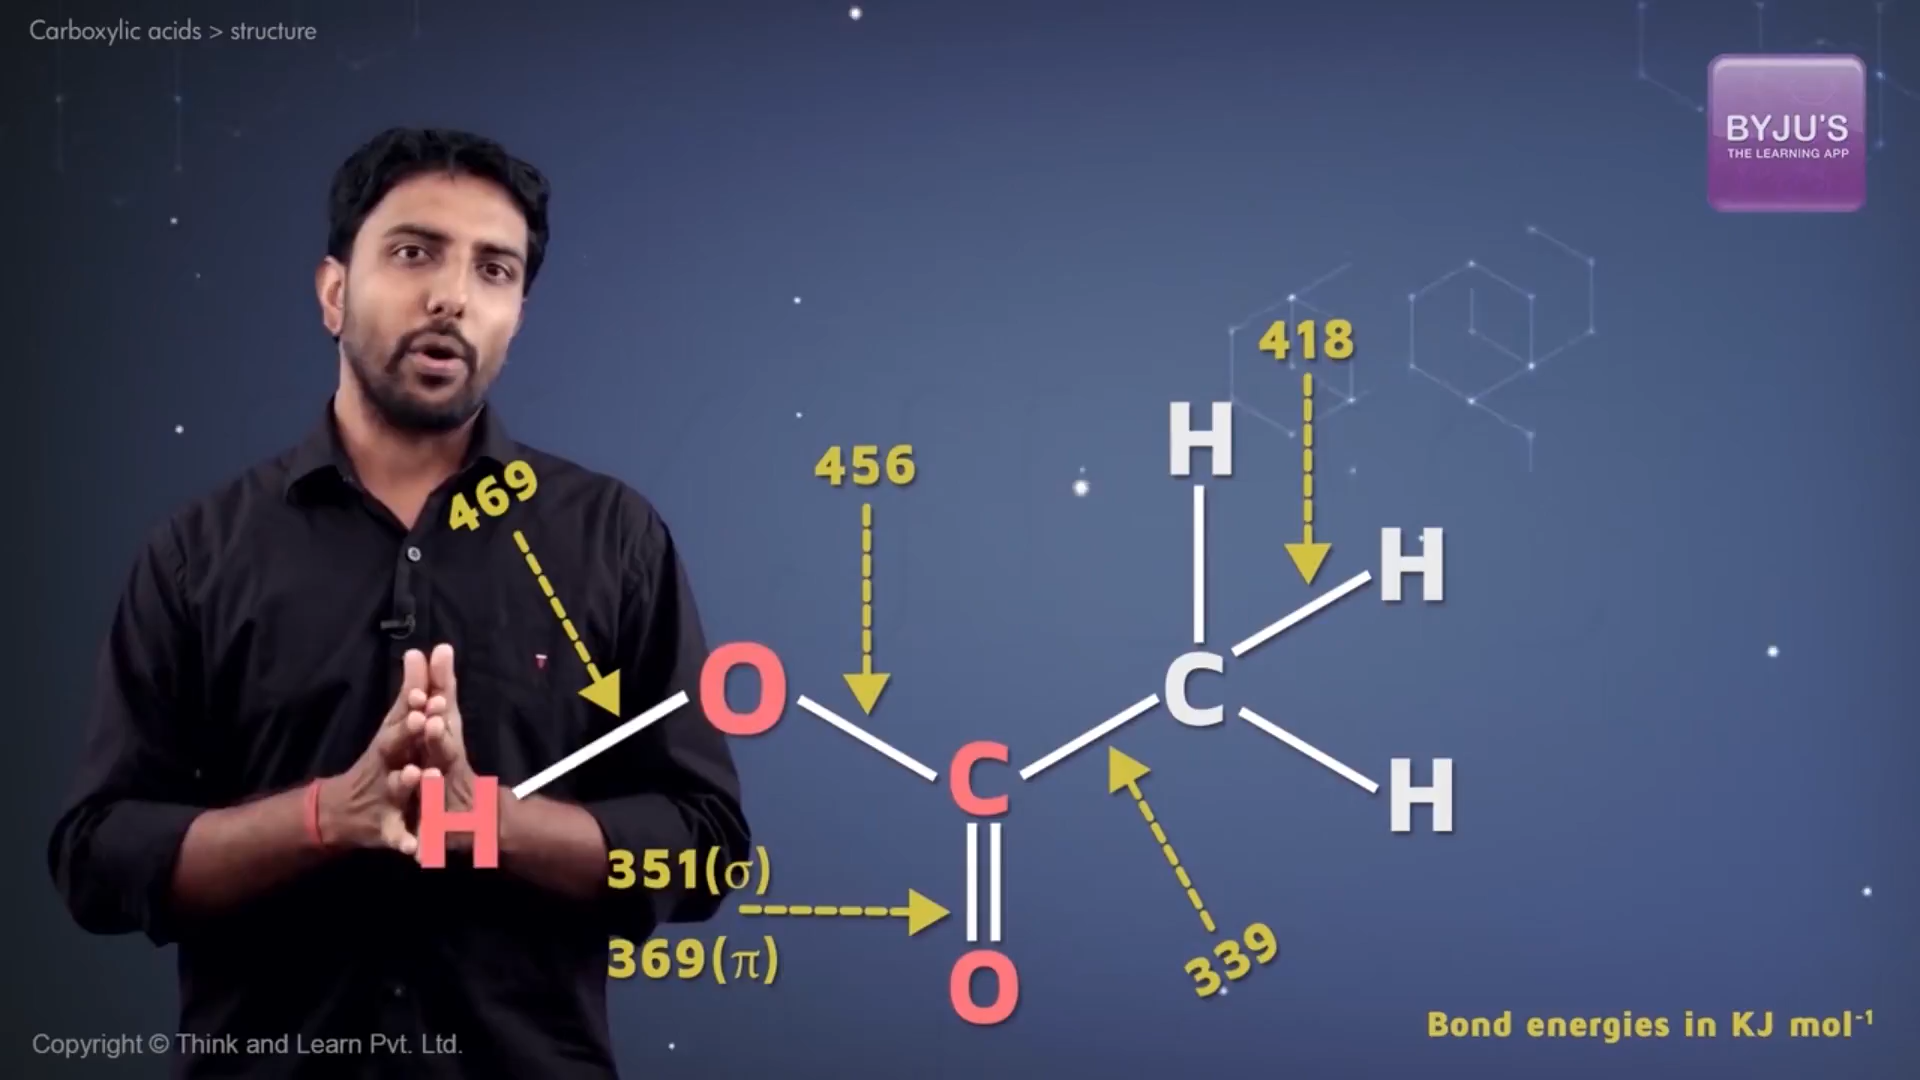 Carboxylic acids > structure
BYJU'S
THE LEARNING APP
418
H
456
469
H
O
C
C
H
H
351(σ)
369(π)
339
O
Bond energies in KJ mol⁻¹
Copyright © Think and Learn Pvt. Ltd.